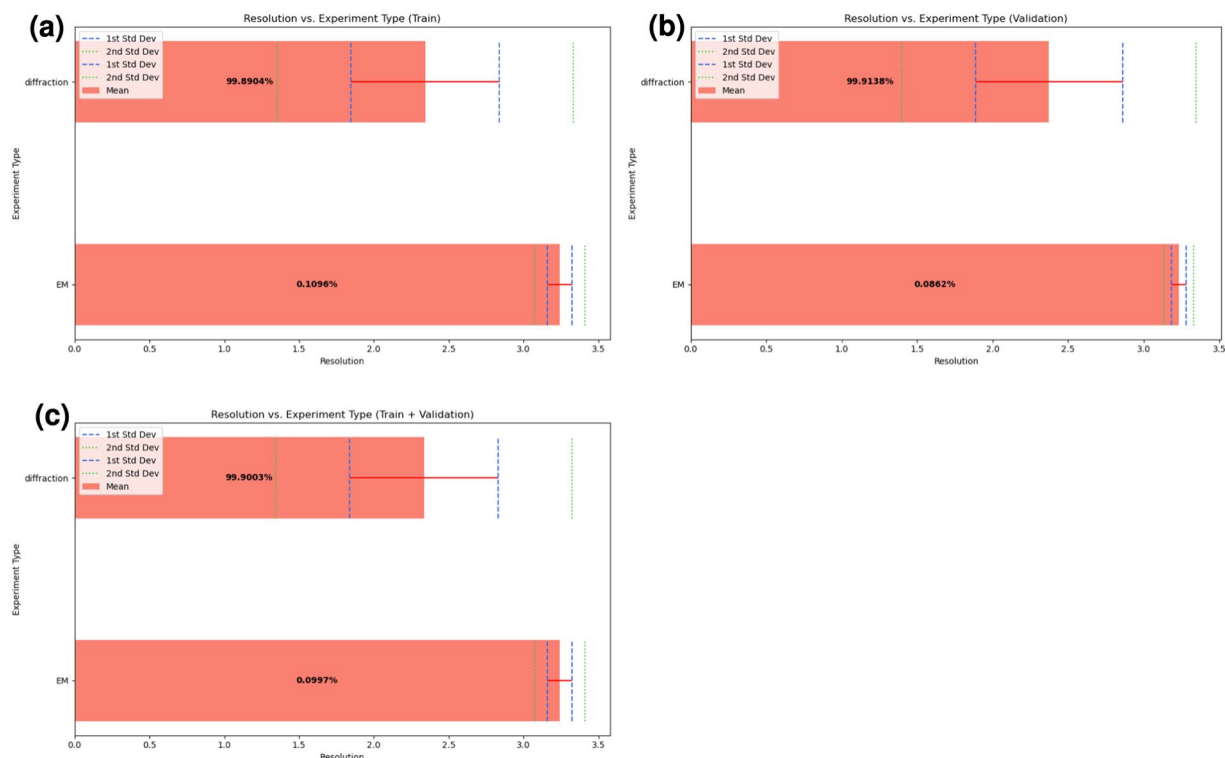 (a)
Resolution vs. Experiment Type (Train)
1st Std Dev
2nd Std Dev
1st Std Dev
2nd Std Dev
Mean
diffraction
99.8904%
Experiment Type
EM
0.1096%
0.0 0.5 1.0 1.5 2.0 2.5 3.0 3.5
Resolution
(b)
Resolution vs. Experiment Type (Validation)
1st Std Dev
2nd Std Dev
1st Std Dev
2nd Std Dev
Mean
diffraction
99.9138%
Experiment Type
EM
0.0862%
0.0 0.5 1.0 1.5 2.0 2.5 3.0 3.5
Resolution
(c)
Resolution vs. Experiment Type (Train + Validation)
1st Std Dev
2nd Std Dev
1st Std Dev
2nd Std Dev
Mean
diffraction
99.9003%
Experiment Type
EM
0.0997%
0.0 0.5 1.0 1.5 2.0 2.5 3.0 3.5
Resolution